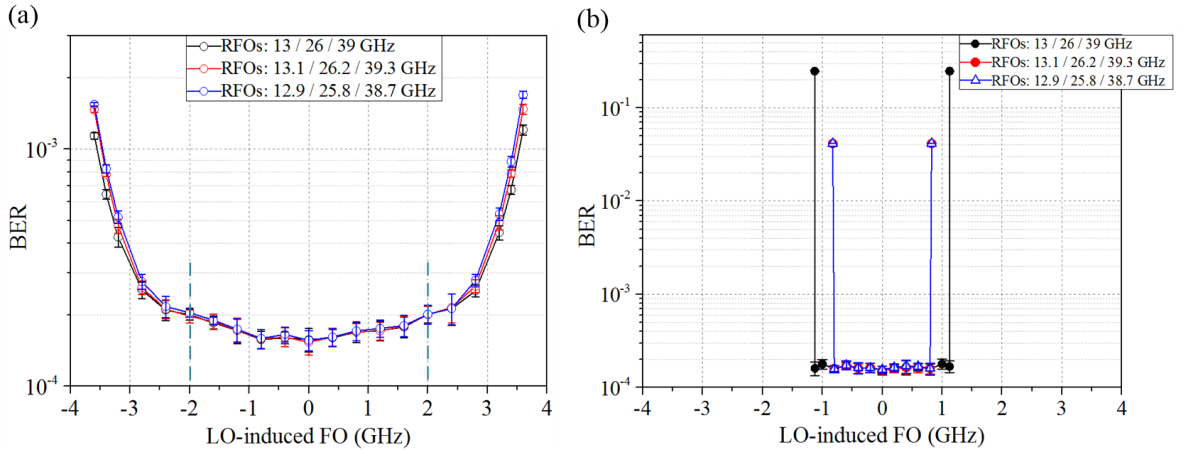 (a)
RFOs: 13 / 26 / 39 GHz
RFOs: 13.1 / 26.2 / 39.3 GHz
RFOs: 12.9 / 25.8 / 38.7 GHz
10^-3
10^-4
BER
-4 -3 -2 -1 0 1 2 3 4
LO-induced FO (GHz)
(b)
RFOs: 13 / 26 / 39 GHz
RFOs: 13.1 / 26.2 / 39.3 GHz
RFOs: 12.9 / 25.8 / 38.7 GHz
10^-1
10^-2
10^-3
10^-4
BER
-4 -3 -2 -1 0 1 2 3 4
LO-induced FO (GHz)